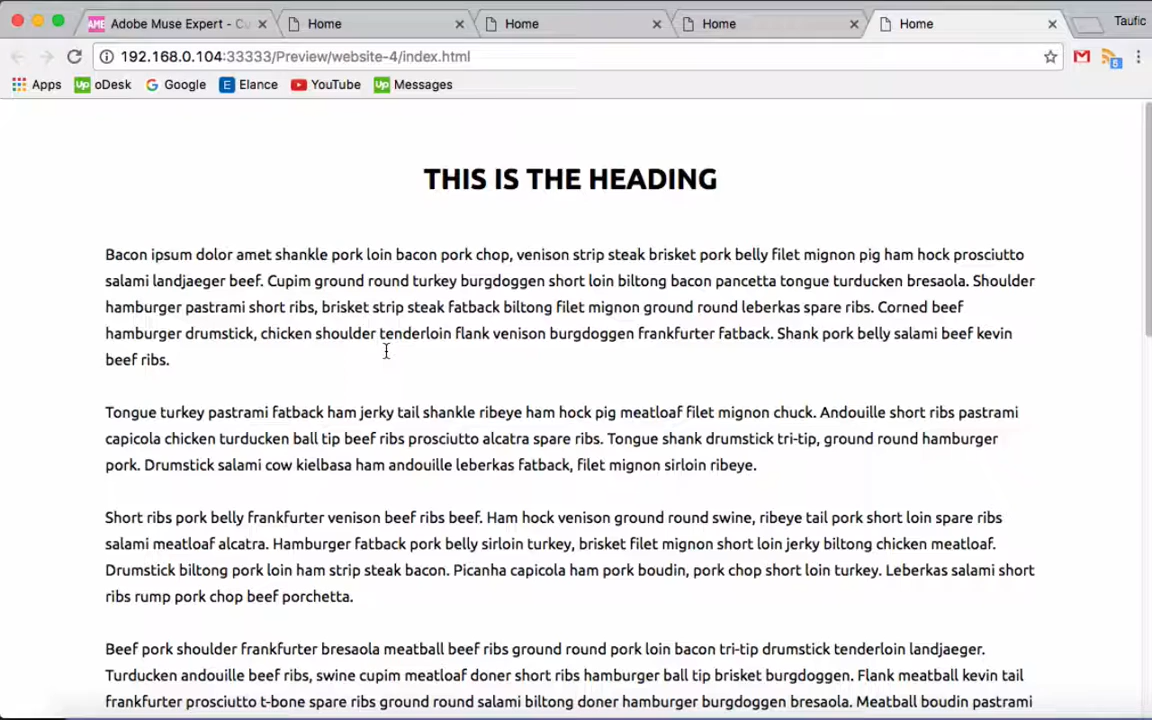 AME Adobe Muse Expert - Cu
Home
Home
Home
Home
Taufic
192.168.0.104:33333/Preview/website-4/index.html
6
Apps
Up oDesk
G Google
E Elance
YouTube
Up Messages
THIS IS THE HEADING
Bacon ipsum dolor amet shankle pork loin bacon pork chop, venison strip steak brisket pork belly filet mignon pig ham hock prosciutto
salami landjaeger beef. Cupim ground round turkey burgdoggen short loin biltong bacon pancetta tongue turducken bresaola. Shoulder
hamburger pastrami short ribs, brisket strip steak fatback biltong filet mignon ground round leberkas spare ribs. Corned beef
hamburger drumstick, chicken shoulder tenderloin flank venison burgdoggen frankfurter fatback. Shank pork belly salami beef kevin
beef ribs.
Tongue turkey pastrami fatback ham jerky tail shankle ribeye ham hock pig meatloaf filet mignon chuck. Andouille short ribs pastrami
capicola chicken turducken ball tip beef ribs prosciutto alcatra spare ribs. Tongue shank drumstick tri-tip, ground round hamburger
pork. Drumstick salami cow kielbasa ham andouille leberkas fatback, filet mignon sirloin ribeye.
Short ribs pork belly frankfurter venison beef ribs beef. Ham hock venison ground round swine, ribeye tail pork short loin spare ribs
salami meatloaf alcatra. Hamburger fatback pork belly sirloin turkey, brisket filet mignon short loin jerky biltong chicken meatloaf.
Drumstick biltong pork loin ham strip steak bacon. Picanha capicola ham pork boudin, pork chop short loin turkey. Leberkas salami short
ribs rump pork chop beef porchetta.
Beef pork shoulder frankfurter bresaola meatball beef ribs ground round pork loin bacon tri-tip drumstick tenderloin landjaeger.
Turducken andouille beef ribs, swine cupim meatloaf doner short ribs hamburger ball tip brisket burgdoggen. Flank meatball kevin tail
frankfurter prosciutto t-bone spare ribs ground round salami biltong doner hamburger burgdoggen bresaola. Meatball boudin pastrami